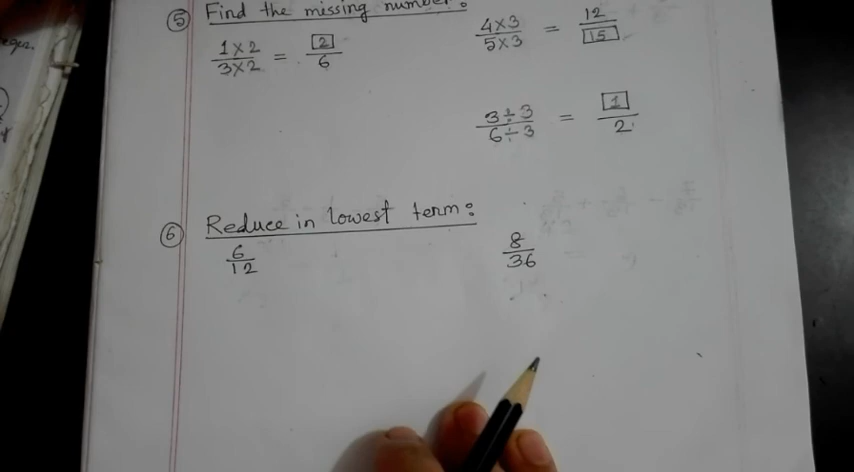 ⑤ Find the missing number:
1×2/3×2 = 2/6
4×3/5×3 = 12/15
3÷3/6÷3 = 1/2
⑥ Reduce in lowest term:
6/12
8/36